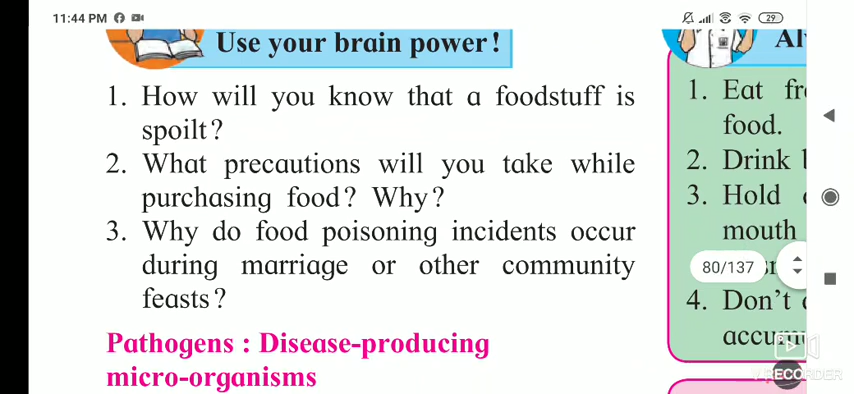 11:44 PM
29
Use your brain power!
1. How will you know that a foodstuff is
spoilt?
2. What precautions will you take while
purchasing food? Why?
3. Why do food poisoning incidents occur
during marriage or other community
feasts?
Pathogens : Disease-producing
micro-organisms
1. Eat
food.
2. Drink
3. Hold
mouth
4. Don't
80/137
RECORDER